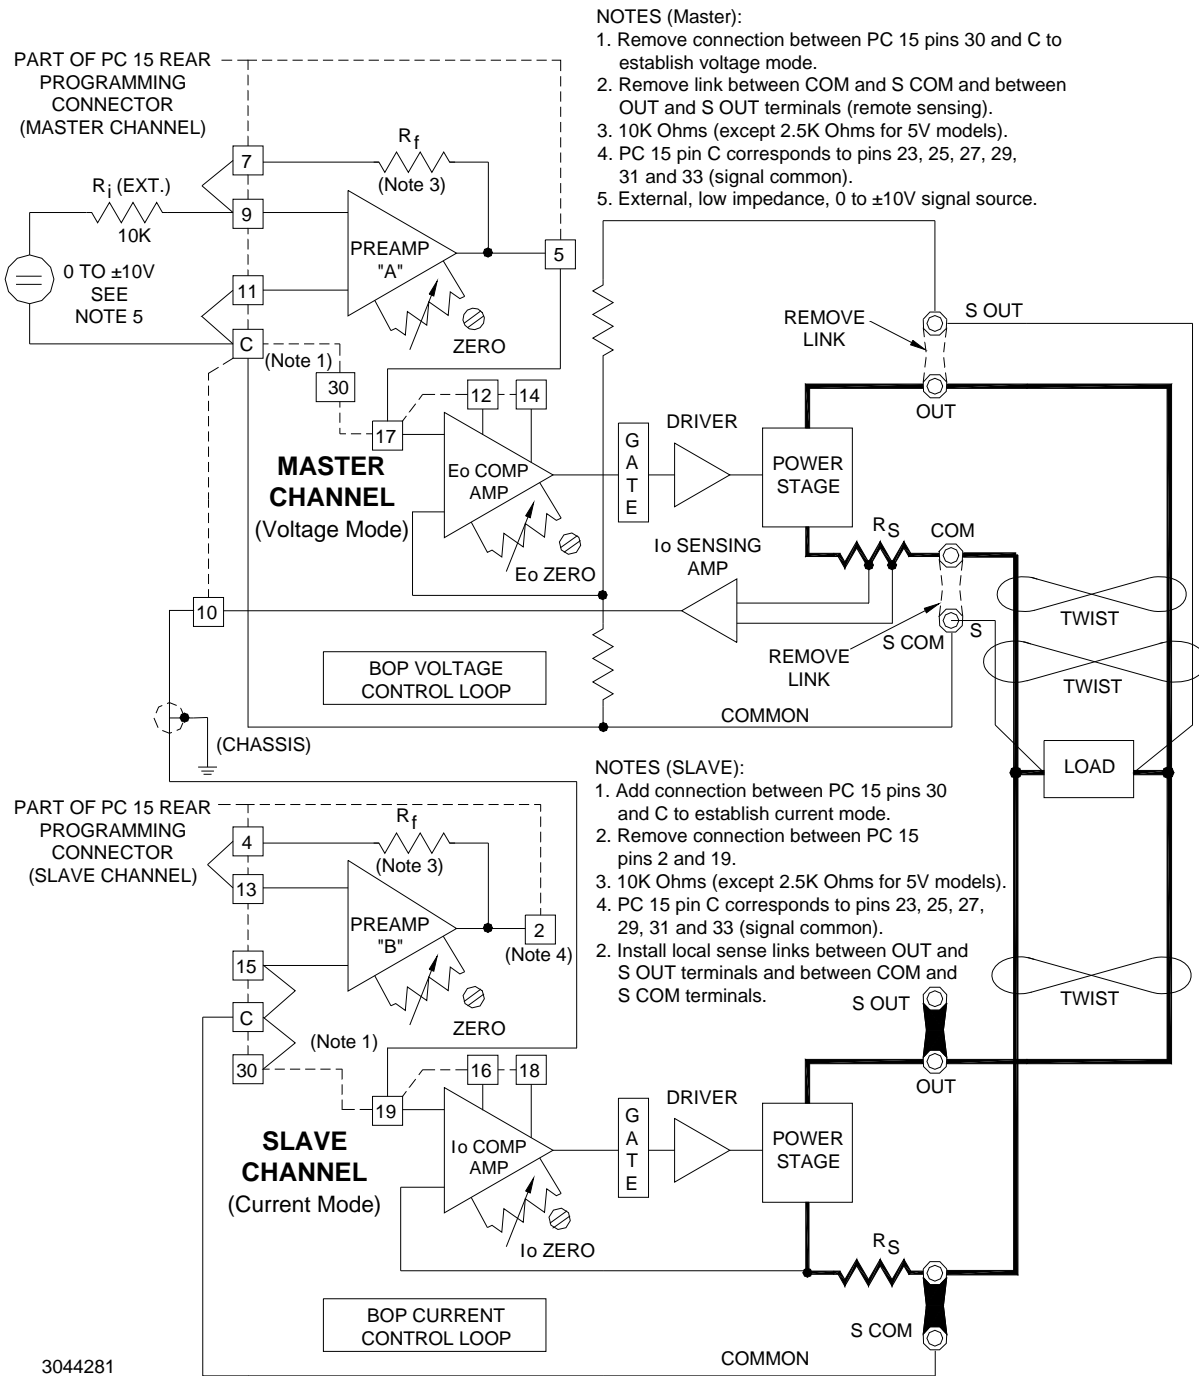 NOTES (Master):
1. Remove connection between PC 15 pins 30 and C to
establish voltage mode.
2. Remove link between COM and S COM and between
OUT and S OUT terminals (remote sensing).
3. 10K Ohms (except 2.5K Ohms for 5V models).
4. PC 15 pin C corresponds to pins 23, 25, 27, 29,
31 and 33 (signal common).
5. External, low impedance, 0 to ±10V signal source.
PART OF PC 15 REAR
PROGRAMMING
CONNECTOR
(MASTER CHANNEL)
7
Rf
(Note 3)
Ri (EXT.)
10K
9
PREAMP
"A"
5
0 TO ±10V
SEE
NOTE 5
11
ZERO
C
(Note 1)
30
S OUT
REMOVE
LINK
OUT
12
14
17
MASTER
CHANNEL
(Voltage Mode)
Eo COMP
AMP
Eo ZERO
GATE
DRIVER
POWER
STAGE
RS
COM
Io SENSING
AMP
TWIST
10
S
S COM
REMOVE
LINK
TWIST
BOP VOLTAGE
CONTROL LOOP
COMMON
(CHASSIS)
LOAD
NOTES (SLAVE):
1. Add connection between PC 15 pins 30
and C to establish current mode.
2. Remove connection between PC 15
pins 2 and 19.
3. 10K Ohms (except 2.5K Ohms for 5V models).
4. PC 15 pin C corresponds to pins 23, 25, 27,
29, 31 and 33 (signal common).
2. Install local sense links between OUT and
S OUT terminals and between COM and
S COM terminals.
PART OF PC 15 REAR
PROGRAMMING
CONNECTOR
(SLAVE CHANNEL)
4
Rf
(Note 3)
13
PREAMP
"B"
2
(Note 4)
15
ZERO
C
(Note 1)
30
TWIST
S OUT
OUT
16
18
19
SLAVE
CHANNEL
(Current Mode)
Io COMP
AMP
Io ZERO
GATE
DRIVER
POWER
STAGE
RS
S COM
BOP CURRENT
CONTROL LOOP
COMMON
3044281